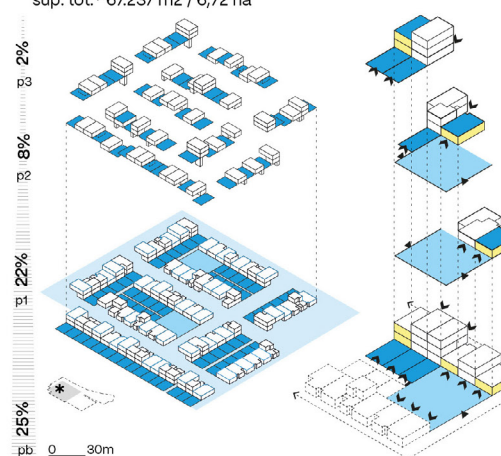 sup. tot.* 67.237 m2 / 6,72 ha
2%
p3
8%
p2
22%
p1
*
25%
pb
0 30m